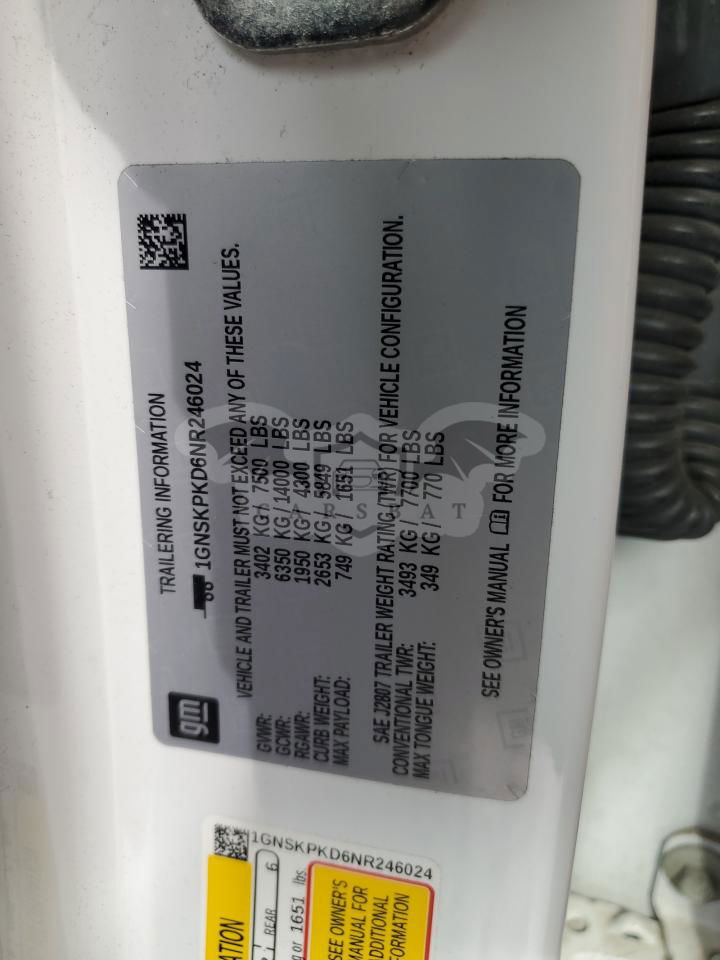 gm
TRAILERING INFORMATION
1GNSKPKD6NR246024
VEHICLE AND TRAILER MUST NOT EXCEED ANY OF THESE VALUES.
GVWR: 3402 KG / 7500 LBS
GCWR: 6350 KG / 14000 LBS
RGAWR: 1950 KG / 4300 LBS
CURB WEIGHT: 2653 KG / 5849 LBS
MAX PAYLOAD: 749 KG / 1651 LBS
SAE J2807 TRAILER WEIGHT RATING (TWR) FOR VEHICLE CONFIGURATION.
CONVENTIONAL TWR: 3493 KG / 7700 LBS
MAX TONGUE WEIGHT: 349 KG / 770 LBS
SEE OWNER'S MANUAL FOR MORE INFORMATION
CARSBAT
1GNSKPKD6NR246024
REAR 6
or 1651 lbs
SEE OWNER'S
MANUAL FOR
ADDITIONAL